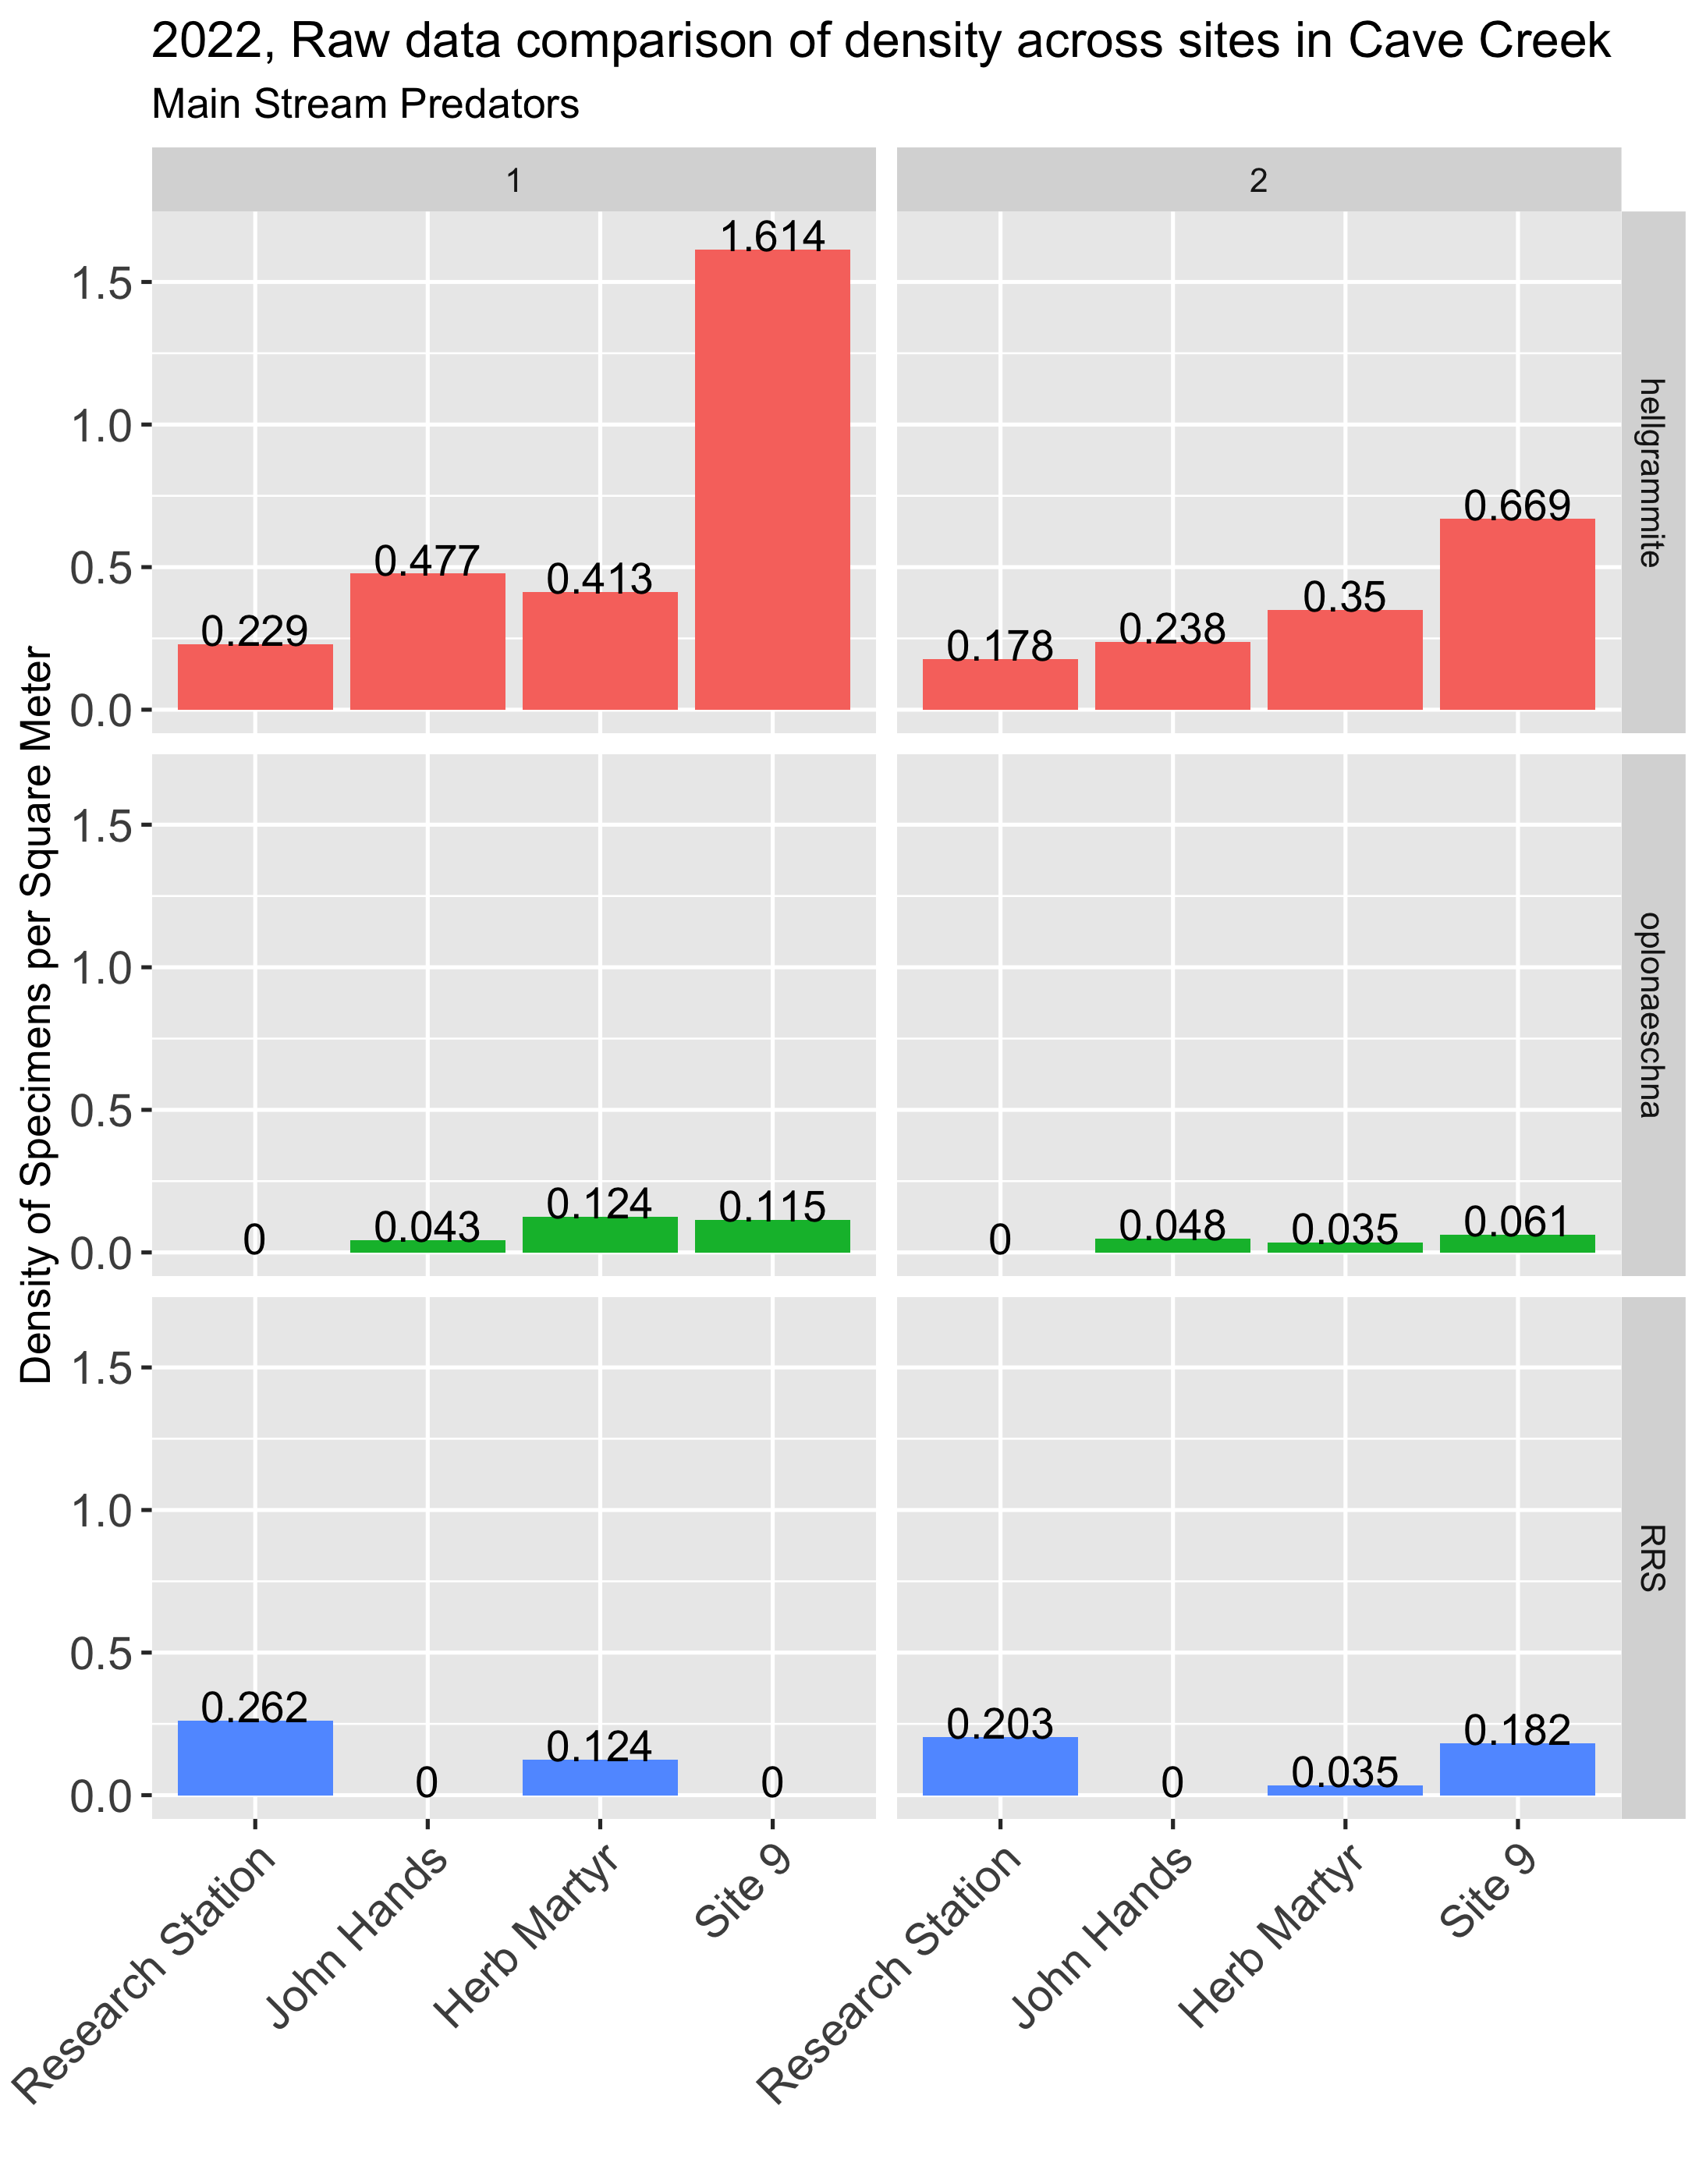 2022, Raw data comparison of density across sites in Cave Creek
Main Stream Predators
1
2
Density of Specimens per Square Meter
hellgrammite
1.5
1.0
0.5
0.0
0.229
0.477
0.413
1.614
0.178
0.238
0.35
0.669
oplonaeschna
1.5
1.0
0.5
0.0
0
0.043
0.124
0.115
0
0.048
0.035
0.061
RRS
1.5
1.0
0.5
0.0
0.262
0
0.124
0
0.203
0
0.035
0.182
Research Station
John Hands
Herb Martyr
Site 9
Research Station
John Hands
Herb Martyr
Site 9